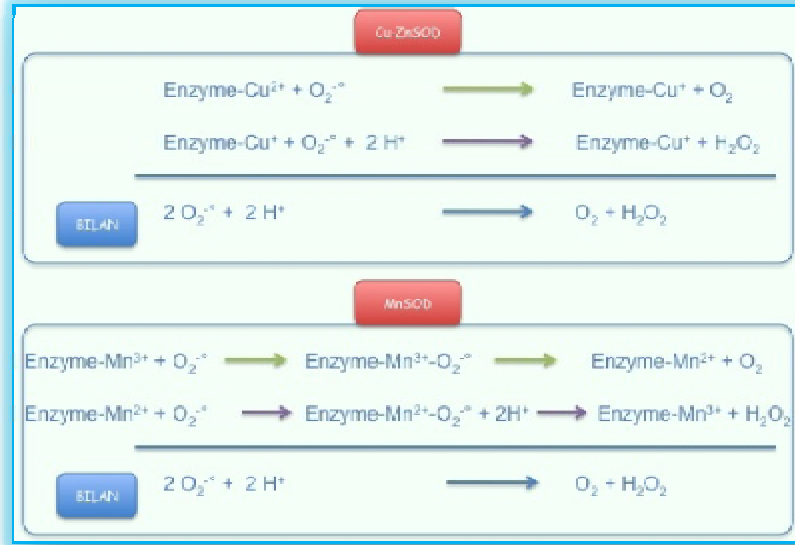 Cu-ZnSOD
Enzyme-Cu²⁺ + O₂⁻° → Enzyme-Cu⁺ + O₂
Enzyme-Cu⁺ + O₂⁻° + 2 H⁺ → Enzyme-Cu⁺ + H₂O₂
BILAN 2 O₂⁻° + 2 H⁺ → O₂ + H₂O₂
MnSOD
Enzyme-Mn³⁺ + O₂⁻° → Enzyme-Mn³⁺-O₂⁻° → Enzyme-Mn²⁺ + O₂
Enzyme-Mn²⁺ + O₂⁻° → Enzyme-Mn²⁺-O₂⁻° + 2H⁺ → Enzyme-Mn³⁺ + H₂O₂
BILAN 2 O₂⁻° + 2 H⁺ → O₂ + H₂O₂